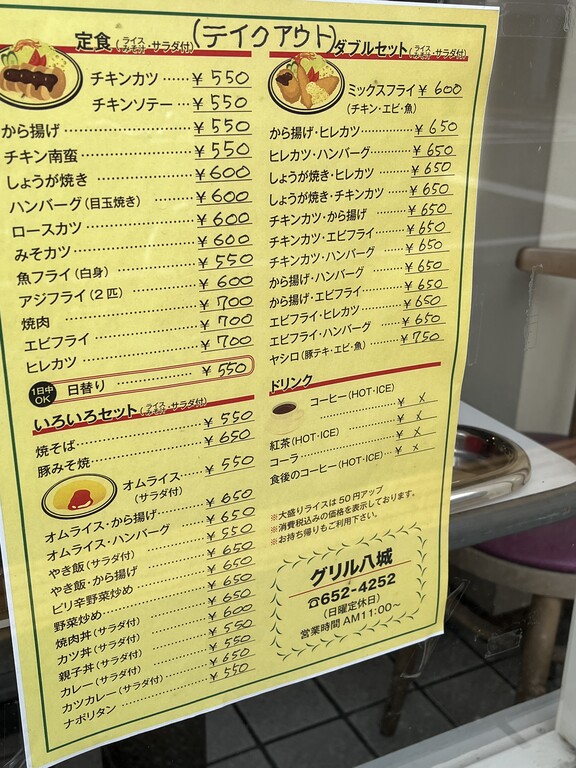 (テイクアウト)
定食(ライス みそ汁・サラダ付)
チキンカツ……¥550
チキンソテー…¥550
から揚げ……¥550
チキン南蛮……¥550
しょうが焼き……¥600
ハンバーグ(目玉焼き)…¥600
ロースカツ……¥600
みそカツ……¥600
魚フライ(白身)……¥550
アジフライ(2匹)……¥600
焼肉……¥700
エビフライ……¥700
ヒレカツ……¥700
1日中OK 日替り……¥550
いろいろセット(ライス みそ汁・サラダ付)
焼そば……¥550
豚みそ焼……¥650
オムライス……¥550
(サラダ付)
オムライス・から揚げ……¥650
オムライス・ハンバーグ……¥650
やき飯(サラダ付)……¥550
やき飯・から揚げ……¥650
ピリ辛野菜炒め……¥650
野菜炒め……¥650
焼肉丼(サラダ付)……¥650
カツ丼(サラダ付)……¥600
親子丼(サラダ付)……¥550
カレー(サラダ付)……¥550
カツカレー(サラダ付)……¥650
ナポリタン……¥550
ダブルセット(ライス みそ汁・サラダ付)
ミックスフライ ¥600
(チキン・エビ・魚)
から揚げ・ヒレカツ……¥650
ヒレカツ・ハンバーグ……¥650
しょうが焼き・ヒレカツ……¥650
しょうが焼き・チキンカツ…¥650
チキンカツ・から揚げ……¥650
チキンカツ・エビフライ……¥650
チキンカツ・ハンバーグ……¥650
から揚げ・ハンバーグ……¥650
から揚げ・エビフライ……¥650
エビフライ・ヒレカツ……¥650
エビフライ・ハンバーグ……¥650
ヤシロ(豚テキ・エビ・魚)…¥750
ドリンク
コーヒー(HOT・ICE)
……¥×
紅茶(HOT・ICE)……¥×
コーラ……¥×
食後のコーヒー(HOT・ICE)…¥×
※大盛りライスは50円アップ
※消費税込みの価格を表示しております。
※お持ち帰りもご利用下さい。
グリル八城
☎652-4252
(日曜定休日)
営業時間 AM11:00〜